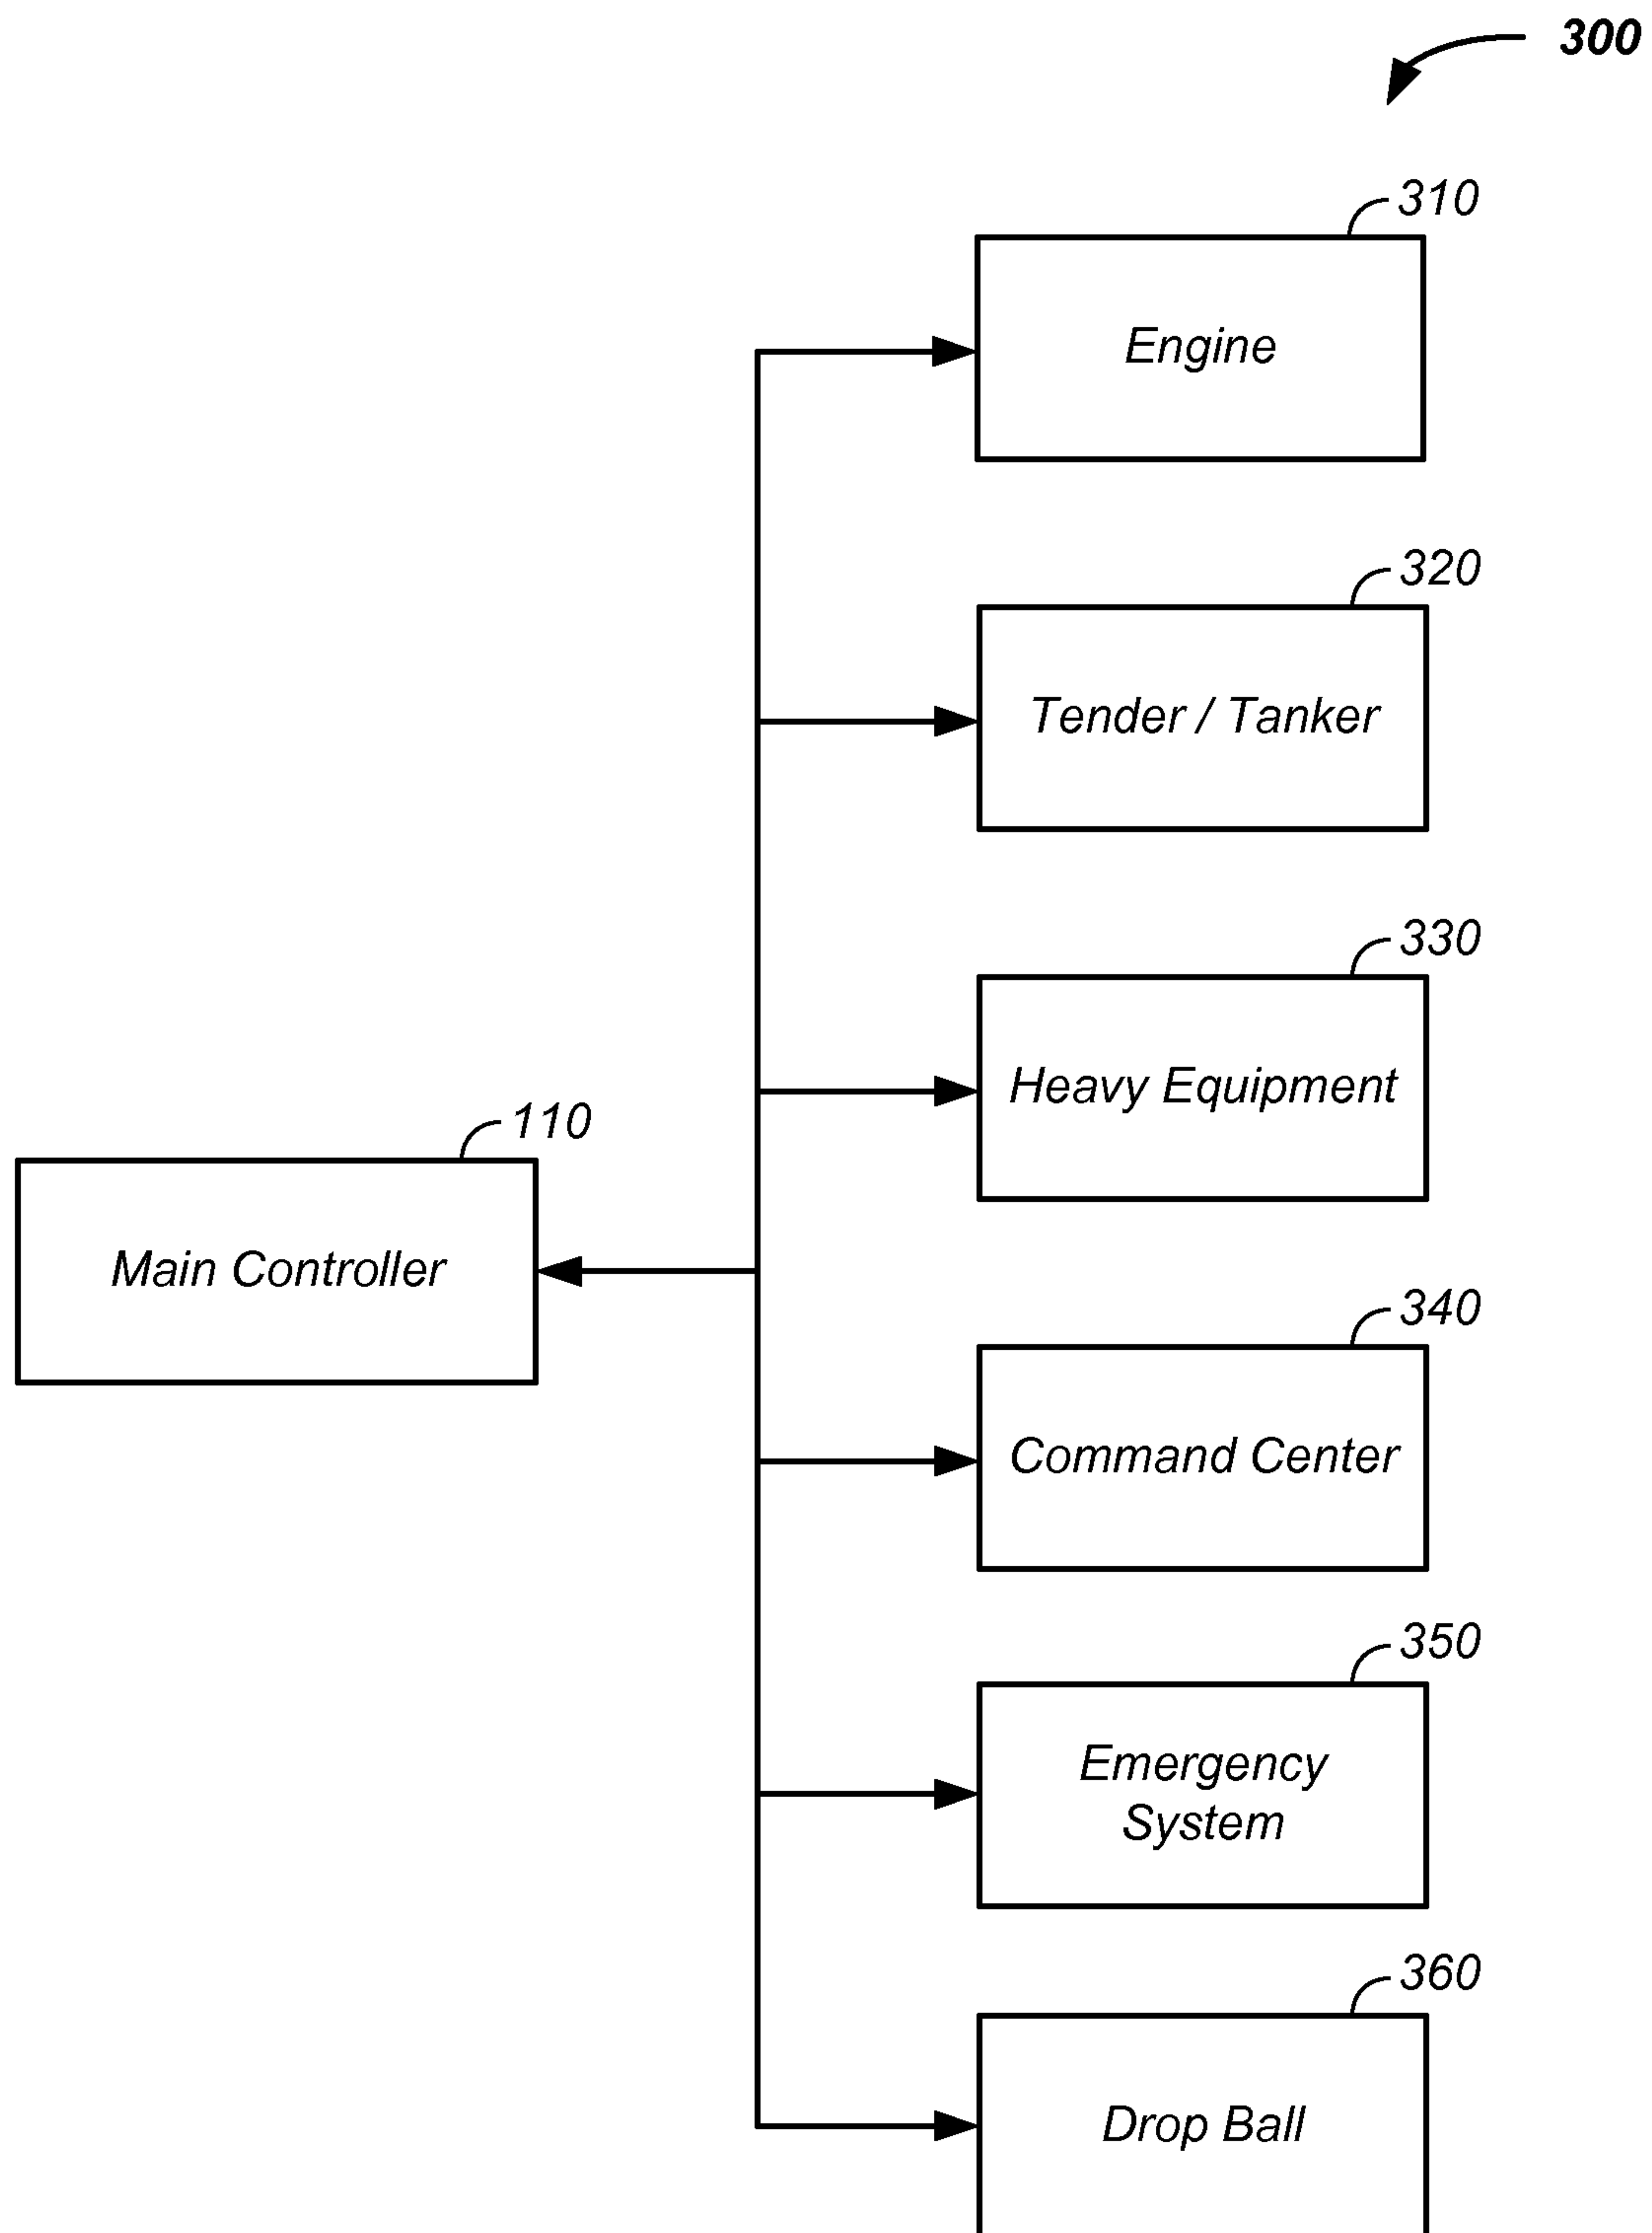 300
310
Engine
320
Tender / Tanker
330
Heavy Equipment
110
Main Controller
340
Command Center
350
Emergency
System
360
Drop Ball